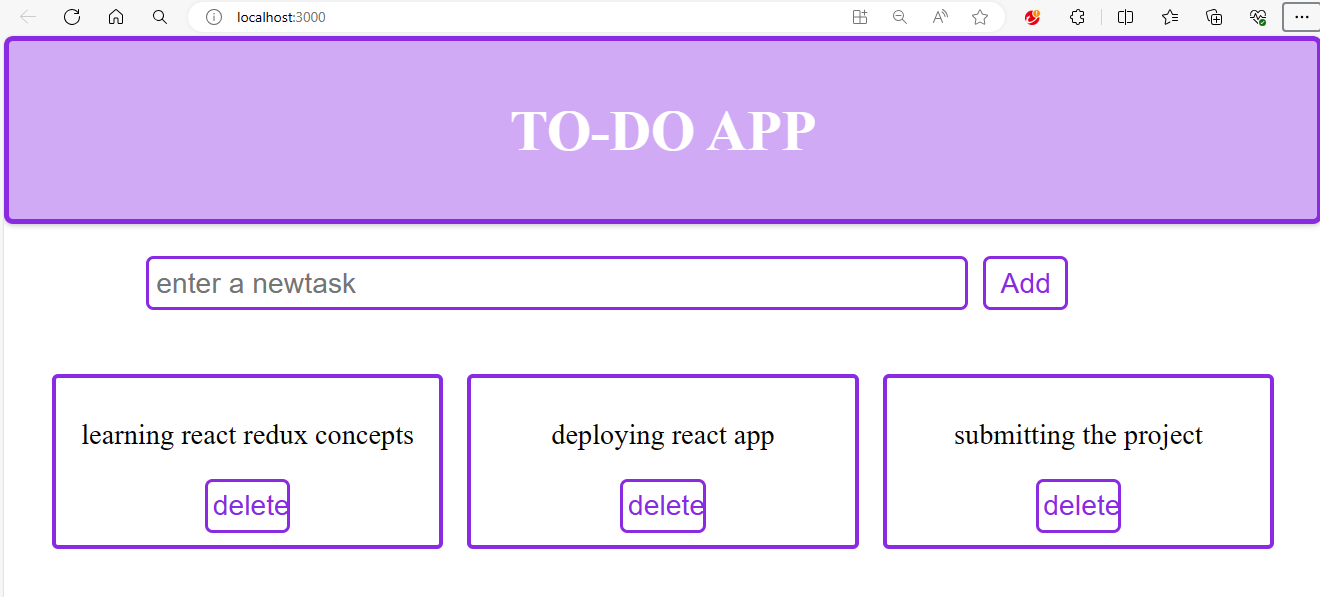 localhost:3000
TO-DO APP
enter a newtask
Add
learning react redux concepts
deploying react app
submitting the project
delete
delete
delete